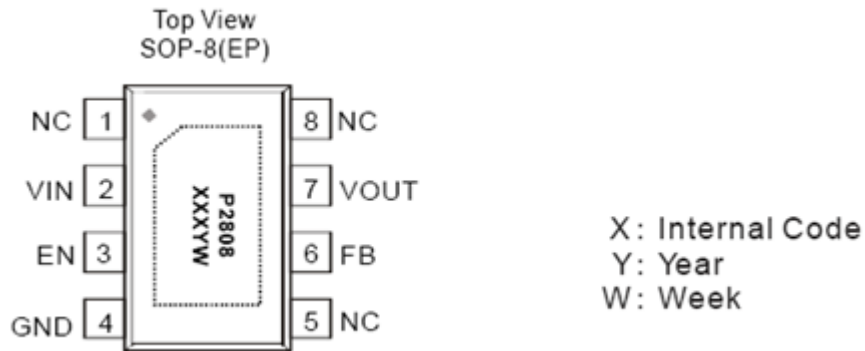 Top View
SOP-8(EP)
NC 1
VIN 2
EN 3
GND 4
P2808
XXXYW
8 NC
7 VOUT
6 FB
5 NC
X: Internal Code
Y: Year
W: Week